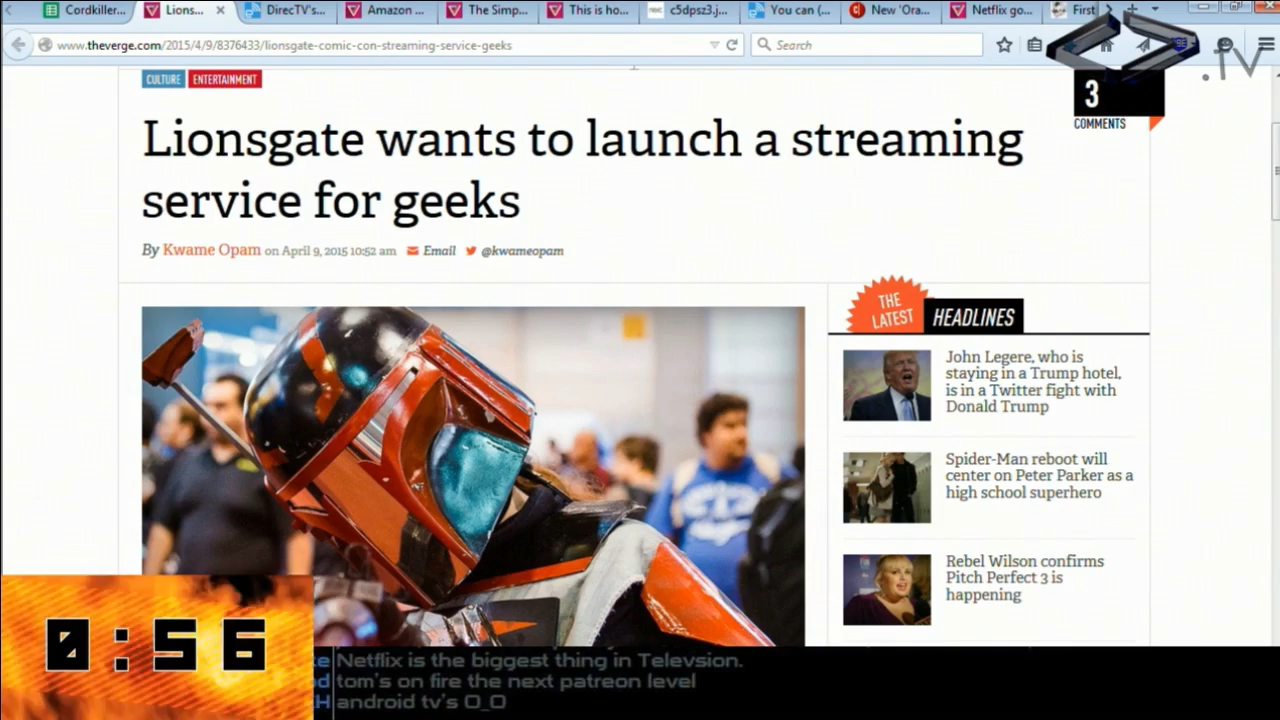 Cordkiller...
Lions...
DirecTV's...
Amazon ...
The Simp...
This is ho...
c5dpsz3.j...
You can (...
New 'Ora...
Netflix go...
First
www.theverge.com/2015/4/9/8376433/lionsgate-comic-con-streaming-service-geeks
Search
.TV
CULTURE ENTERTAINMENT
3
COMMENTS
Lionsgate wants to launch a streaming
service for geeks
By Kwame Opam on April 9, 2015 10:52 am Email @kwameopam
THE
LATEST
HEADLINES
John Legere, who is
staying in a Trump hotel,
is in a Twitter fight with
Donald Trump
Spider-Man reboot will
center on Peter Parker as a
high school superhero
Rebel Wilson confirms
Pitch Perfect 3 is
happening
0:56
Netflix is the biggest thing in Televsion.
tom's on fire the next patreon level
android tv's O_O